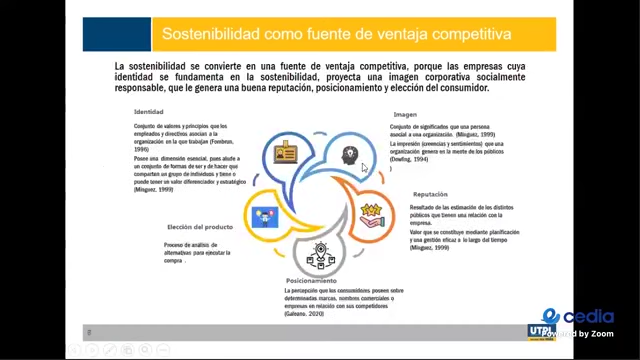 Sostenibilidad como fuente de ventaja competitiva
La sostenibilidad se convierte en una fuente de ventaja competitiva, porque las empresas cuya
identidad se fundamenta en la sostenibilidad, proyecta una imagen corporativa socialmente
responsable, que le genera una buena reputación, posicionamiento y elección del consumidor.
Identidad
Conjunto de valores y principios que los
empleados y directivos asocian a la
organización en la que trabajan (Fombrun,
1996)
Posee una dimensión esencial, pues alude a
un conjunto de formas de ser y de hacer que
comparten un grupo de individuos y tiene o
puede tener un valor diferenciador y estratégico
(Mínguez, 1999)
Imagen
Conjunto de significados que una persona
asocial a una organización. (Mínguez, 1999)
La impresión (creencias y sentimientos) que una
organización genera en la mente de los públicos
(Dowling, 1994)
)
Reputación
Resultado de las estimación de los distintos
públicos que tienen una relación con la
empresa.
Valor que se constituye mediante planificación
y una gestión eficaz a lo largo del tiempo
(Mínguez, 1999)
Elección del producto
Proceso de análisis de
alternativas para ejecutar la
compra .
Posicionamiento
La percepción que los consumidores poseen sobre
determinadas marcas, nombres comerciales o
empresas en relación con sus competidores
(Galeano, 2020)
UTPL
cedia
Powered by Zoom